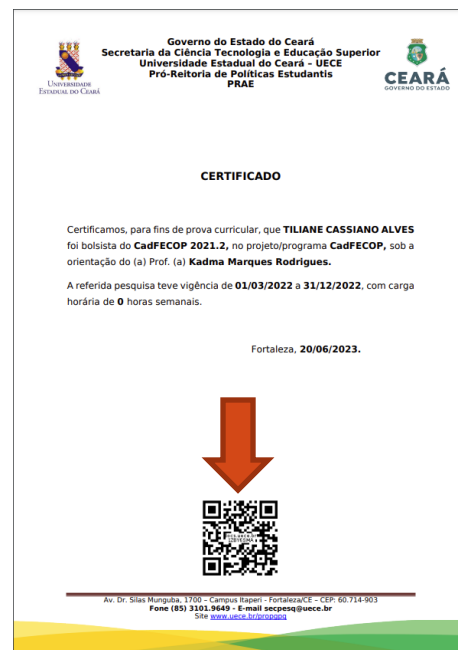 Governo do Estado do Ceará
Secretaria da Ciência Tecnologia e Educação Superior
Universidade Estadual do Ceará – UECE
Pró-Reitoria de Políticas Estudantis
PRAE
UNIVERSIDADE
ESTADUAL DO CEARÁ
CEARÁ
GOVERNO DO ESTADO
CERTIFICADO
Certificamos, para fins de prova curricular, que TILIANE CASSIANO ALVES
foi bolsista do CadFECOP 2021.2, no projeto/programa CadFECOP, sob a
orientação do (a) Prof. (a) Kadma Marques Rodrigues.
A referida pesquisa teve vigência de 01/03/2022 a 31/12/2022, com carga
horária de 0 horas semanais.
Fortaleza, 20/06/2023.
Av. Dr. Silas Munguba, 1700 – Campus Itaperi - Fortaleza/CE – CEP: 60.714-903
Fone (85) 3101.9649 - E-mail secpesq@uece.br
Site www.uece.br/propgpq